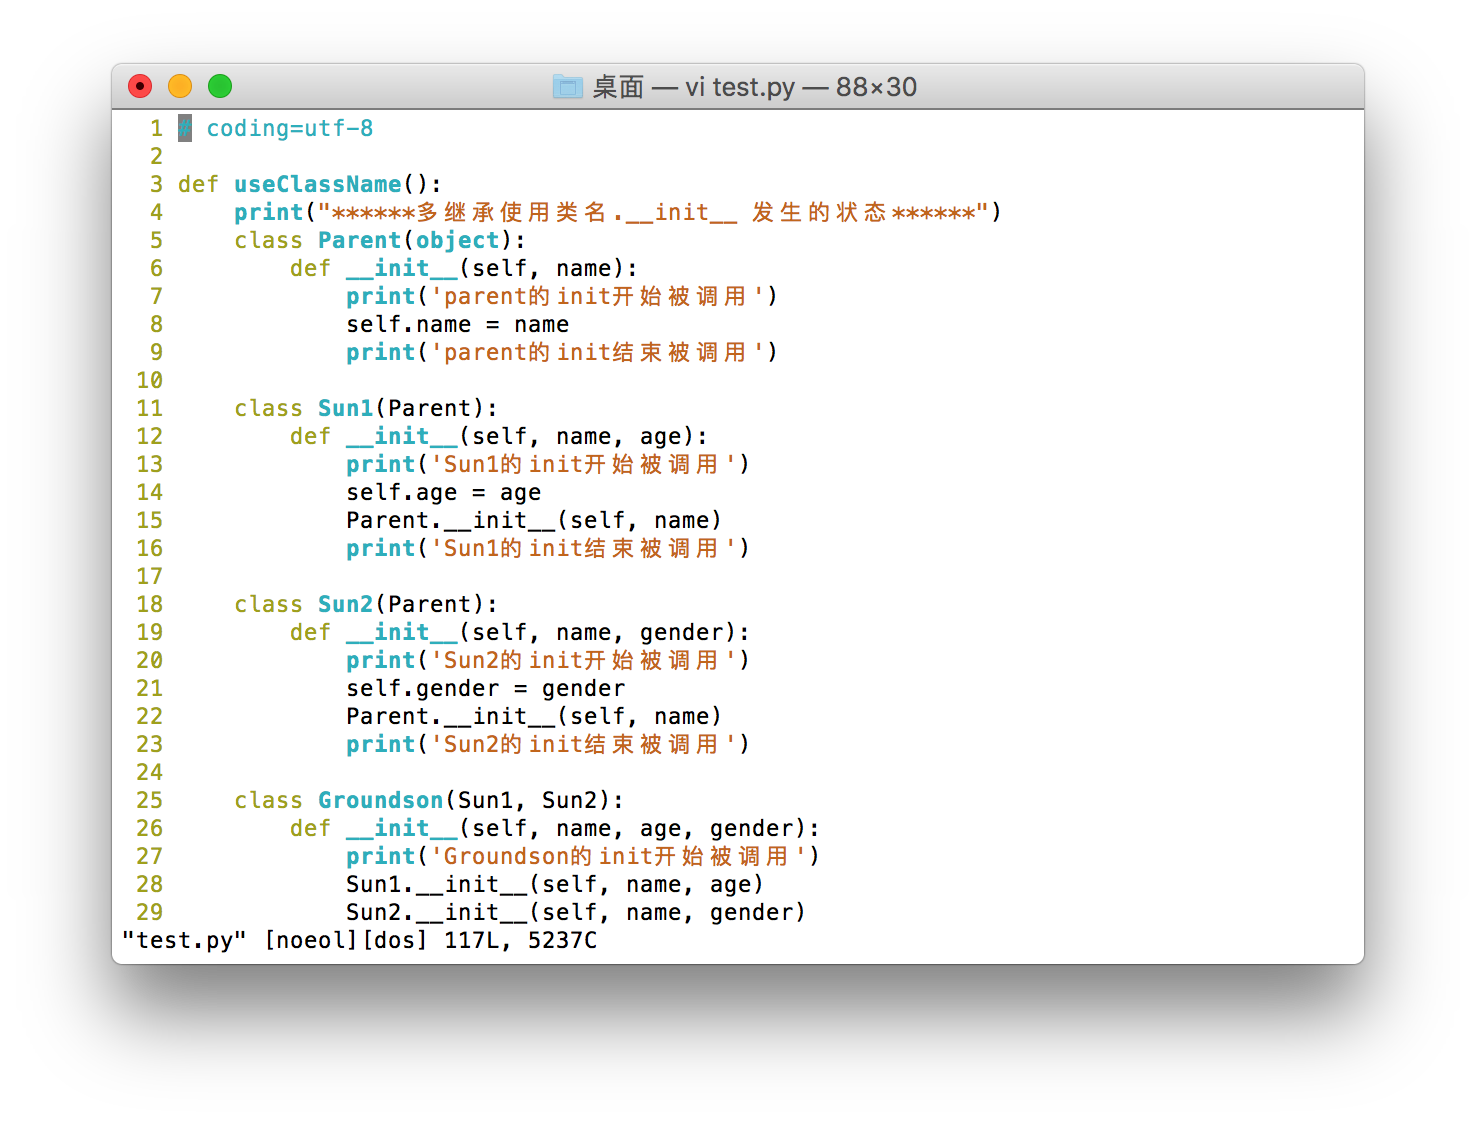 桌面 — vi test.py — 88×30
1 # coding=utf-8
2
3 def useClassName():
4     print("******多继承使用类名.__init__ 发生的状态******")
5     class Parent(object):
6         def __init__(self, name):
7             print('parent的init开始被调用')
8             self.name = name
9             print('parent的init结束被调用')
10
11     class Sun1(Parent):
12         def __init__(self, name, age):
13             print('Sun1的init开始被调用')
14             self.age = age
15             Parent.__init__(self, name)
16             print('Sun1的init结束被调用')
17
18     class Sun2(Parent):
19         def __init__(self, name, gender):
20             print('Sun2的init开始被调用')
21             self.gender = gender
22             Parent.__init__(self, name)
23             print('Sun2的init结束被调用')
24
25     class Groundson(Sun1, Sun2):
26         def __init__(self, name, age, gender):
27             print('Groundson的init开始被调用')
28             Sun1.__init__(self, name, age)
29             Sun2.__init__(self, name, gender)
"test.py" [noeol][dos] 117L, 5237C